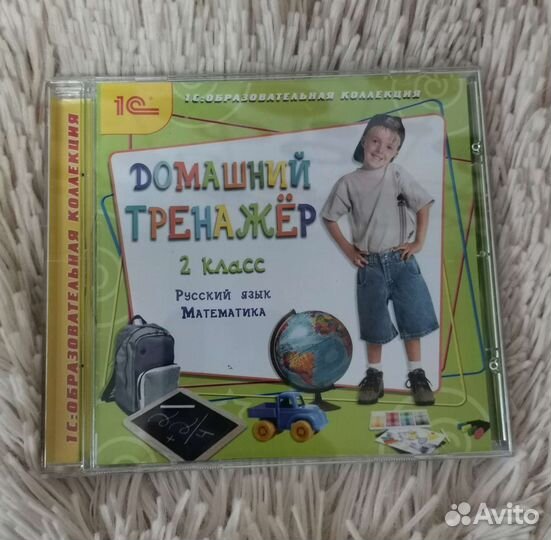 1С:ОБРАЗОВАТЕЛЬНАЯ КОЛЛЕКЦИЯ
1С
1С:ОБРАЗОВАТЕЛЬНАЯ КОЛЛЕКЦИЯ
ДОМАШНИЙ
ТРЕНАЖЁР
2 класс
Русский язык
Математика
Avito